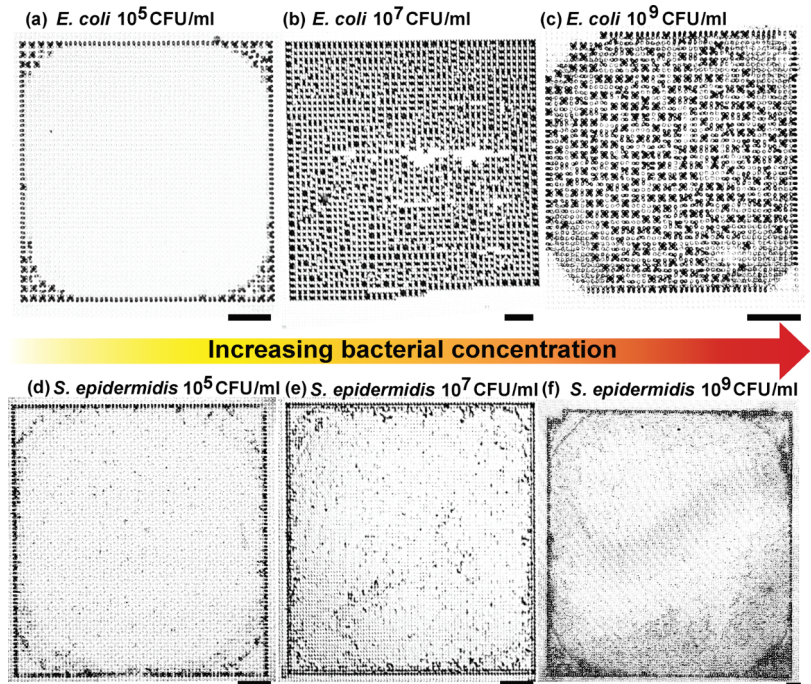 (a) E. coli 10⁵ CFU/ml
(b) E. coli 10⁷ CFU/ml
(c) E. coli 10⁹ CFU/ml
Increasing bacterial concentration
(d) S. epidermidis 10⁵ CFU/ml
(e) S. epidermidis 10⁷ CFU/ml
(f) S. epidermidis 10⁹ CFU/ml